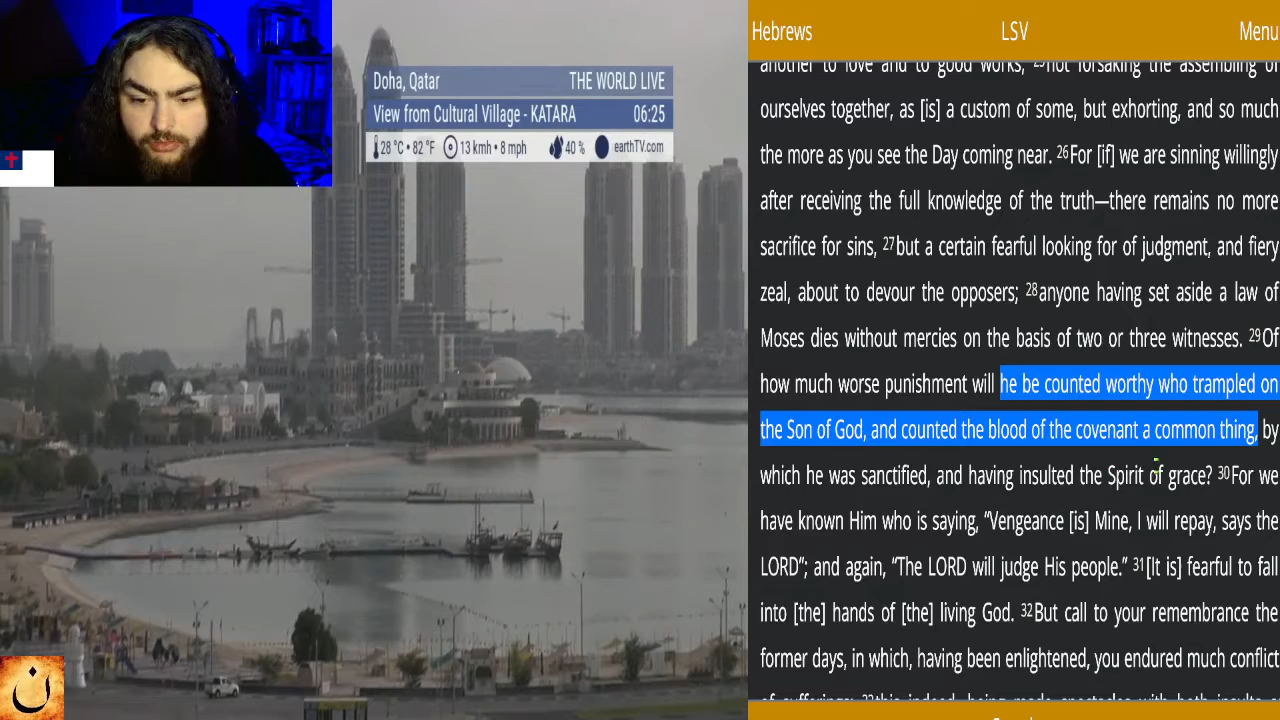 Doha, Qatar THE WORLD LIVE
View from Cultural Village - KATARA 06:25
28 °C • 82 °F 13 kmh • 8 mph 40 % earthTV.com
ن
Hebrews LSV Menu
another to love and to good works, 25not forsaking the assembling of
ourselves together, as [is] a custom of some, but exhorting, and so much
the more as you see the Day coming near. 26For [if] we are sinning willingly
after receiving the full knowledge of the truth—there remains no more
sacrifice for sins, 27but a certain fearful looking for of judgment, and fiery
zeal, about to devour the opposers; 28anyone having set aside a law of
Moses dies without mercies on the basis of two or three witnesses. 29Of
how much worse punishment will he be counted worthy who trampled on
the Son of God, and counted the blood of the covenant a common thing, by
which he was sanctified, and having insulted the Spirit of grace? 30For we
have known Him who is saying, “Vengeance [is] Mine, I will repay, says the
LORD”; and again, “The LORD will judge His people.” 31[It is] fearful to fall
into [the] hands of [the] living God. 32But call to your remembrance the
former days, in which, having been enlightened, you endured much conflict